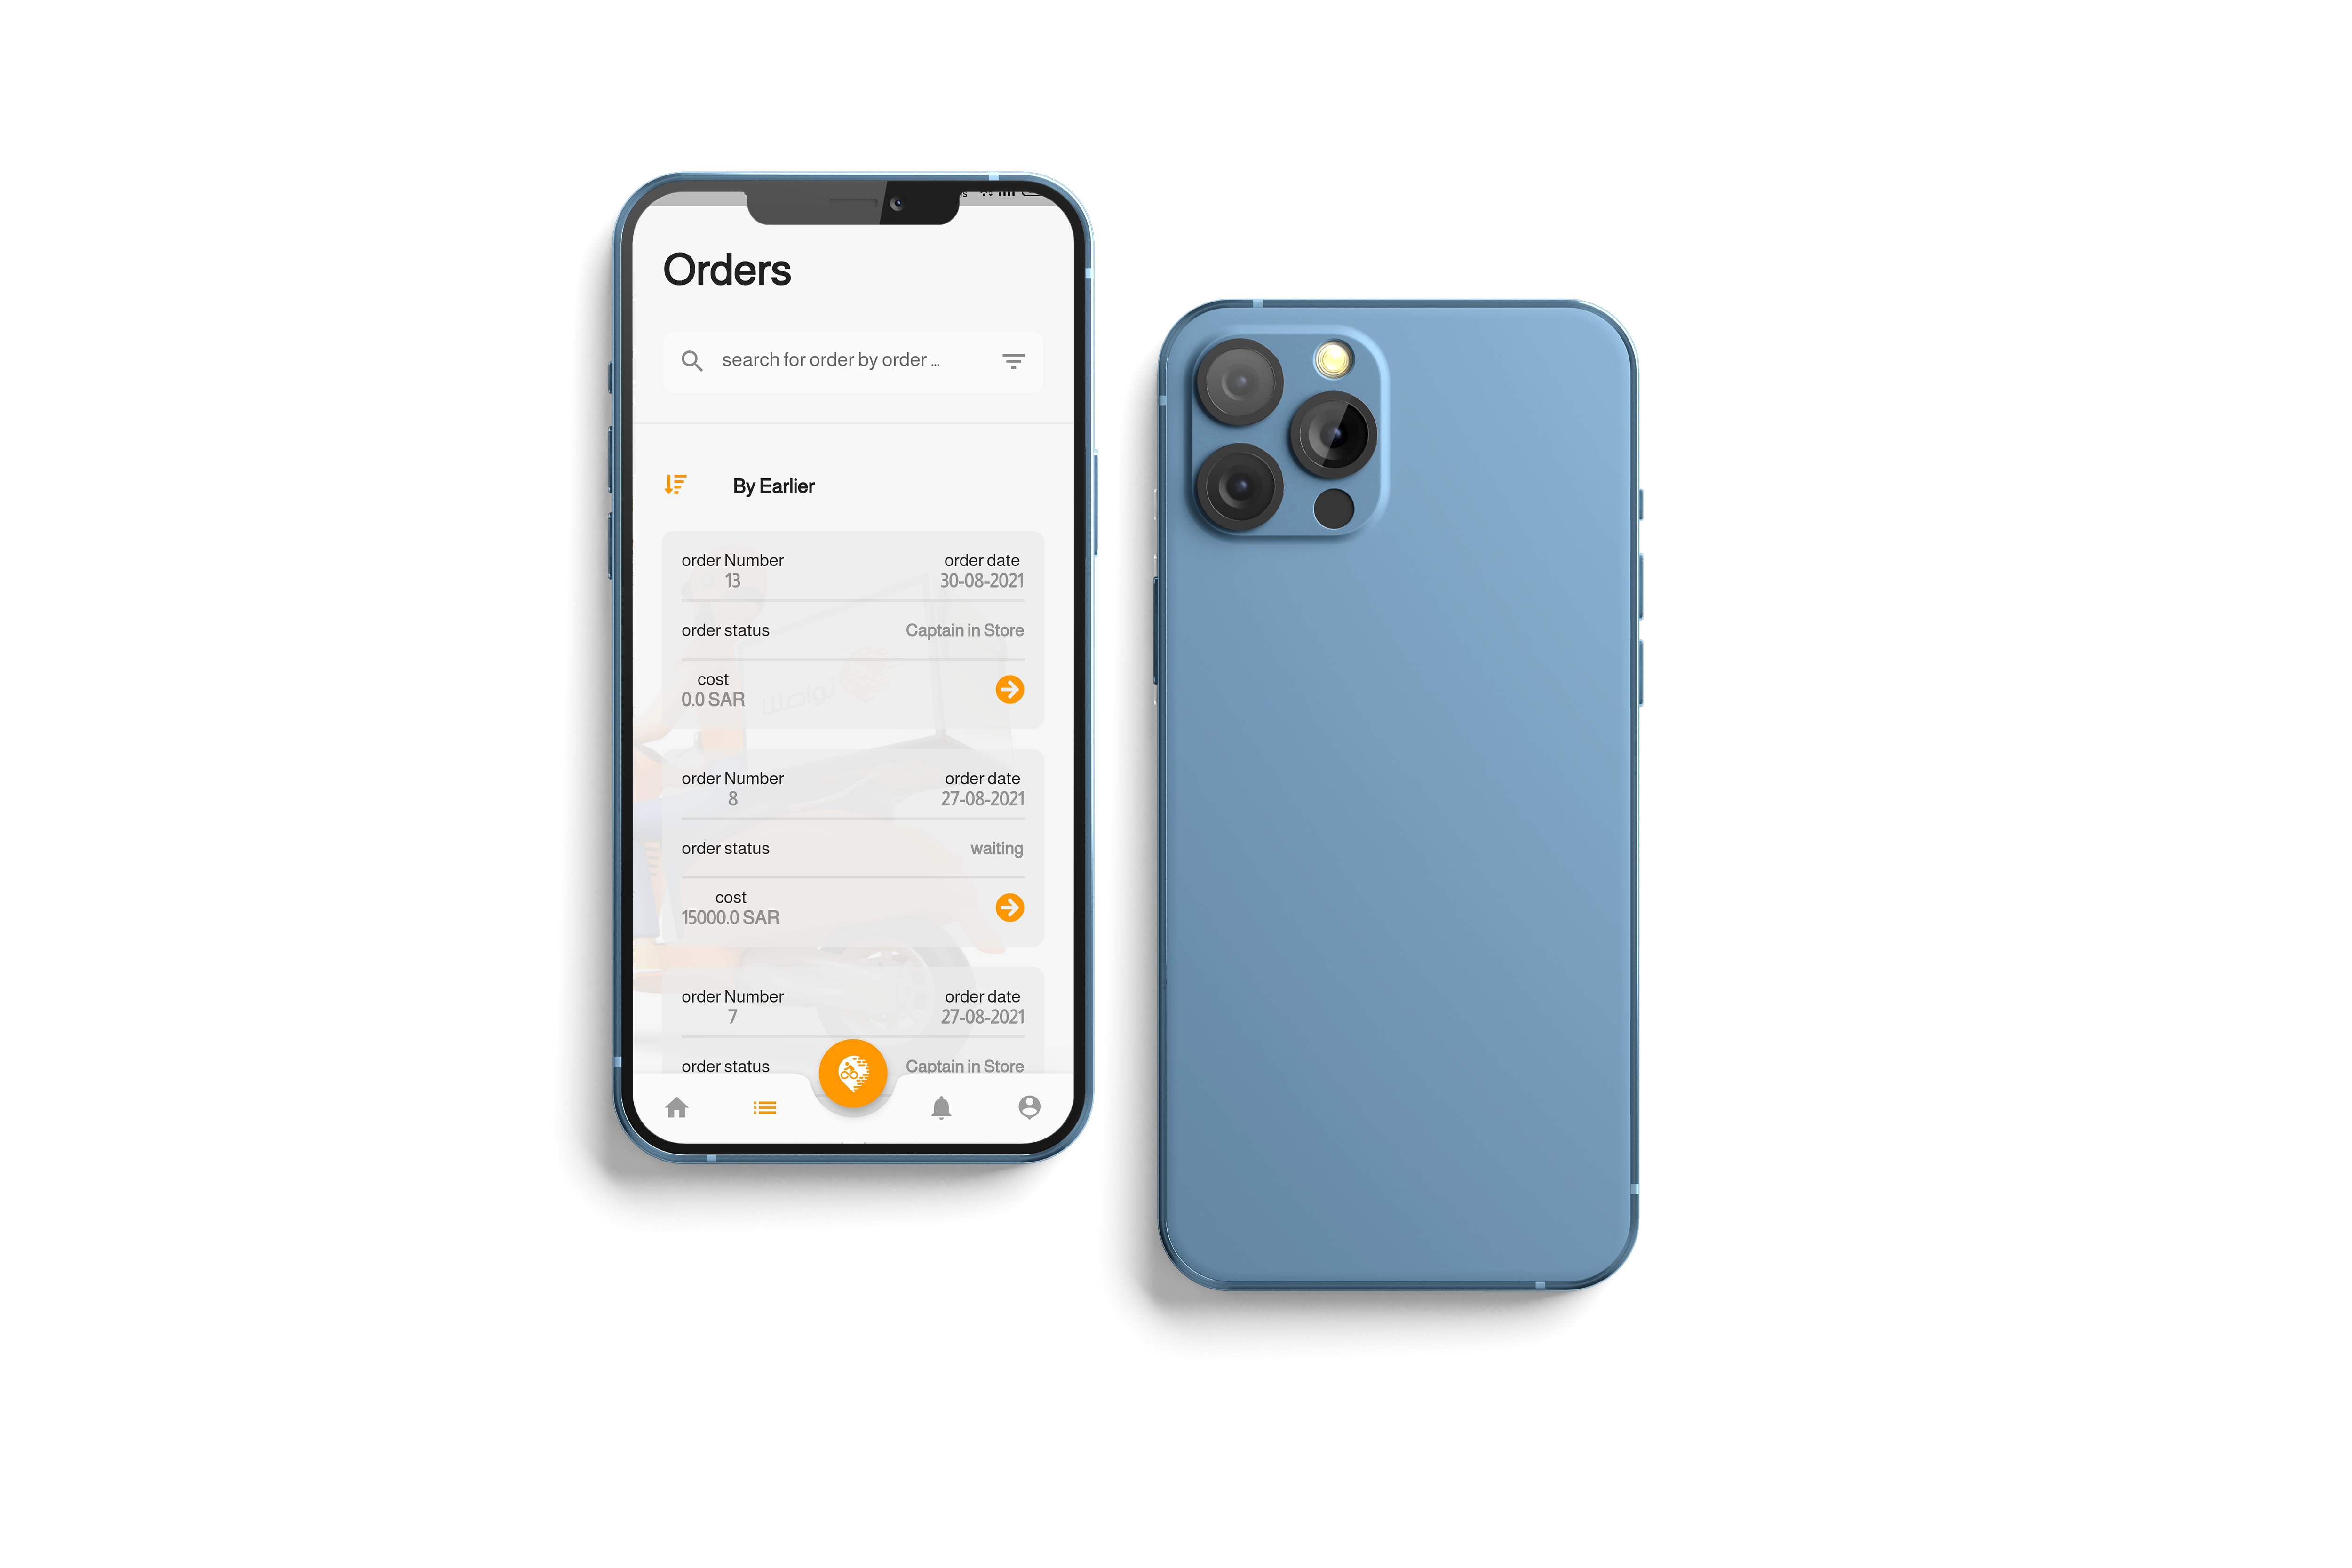 Orders
search for order by order ...
By Earlier
order Number
order date
13
30-08-2021
order status
Captain in Store
cost
0.0 SAR
تواصل
order Number
order date
8
27-08-2021
order status
waiting
cost
15000.0 SAR
order Number
order date
7
27-08-2021
order status
Captain in Store